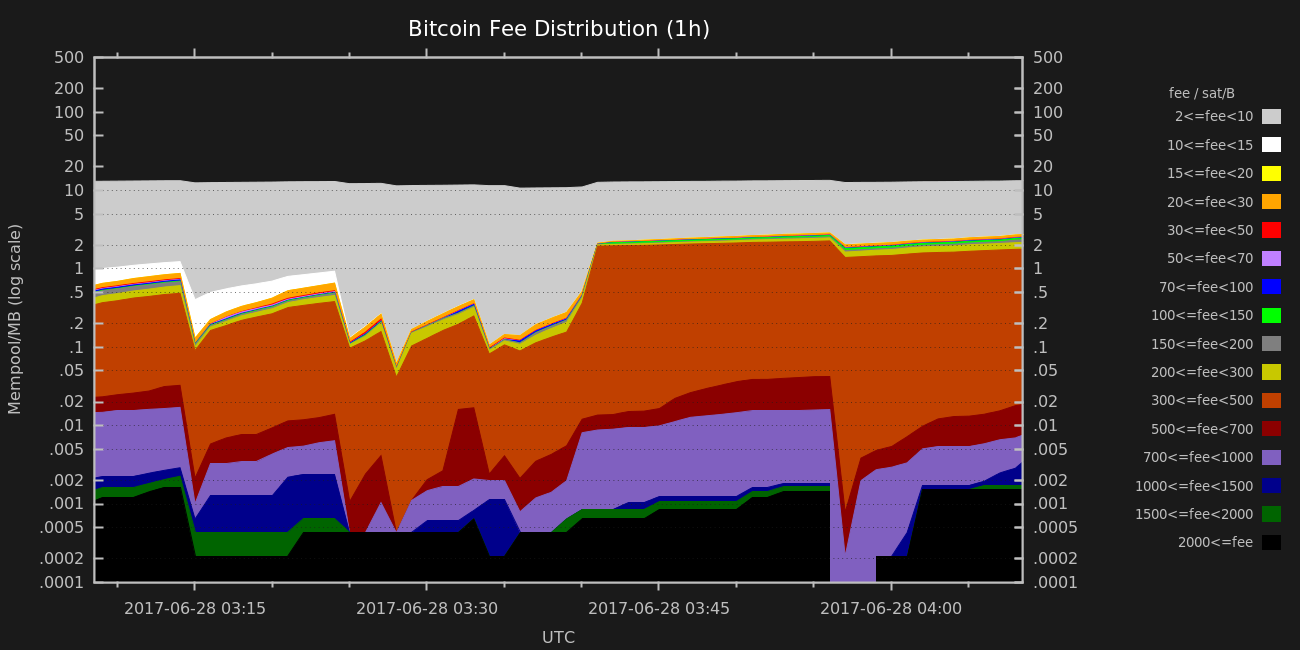 Bitcoin Fee Distribution (1h)
500 500
200 200
100 100
50 50
20 20
10 10
5 5
2 2
1 1
.5 .5
.2 .2
.1 .1
.05 .05
.02 .02
.01 .01
.005 .005
.002 .002
.001 .001
.0005 .0005
.0002 .0002
.0001 .0001
Mempool/MB (log scale)
2017-06-28 03:15 2017-06-28 03:30 2017-06-28 03:45 2017-06-28 04:00
UTC
fee / sat/B
2<=fee<10
10<=fee<15
15<=fee<20
20<=fee<30
30<=fee<50
50<=fee<70
70<=fee<100
100<=fee<150
150<=fee<200
200<=fee<300
300<=fee<500
500<=fee<700
700<=fee<1000
1000<=fee<1500
1500<=fee<2000
2000<=fee